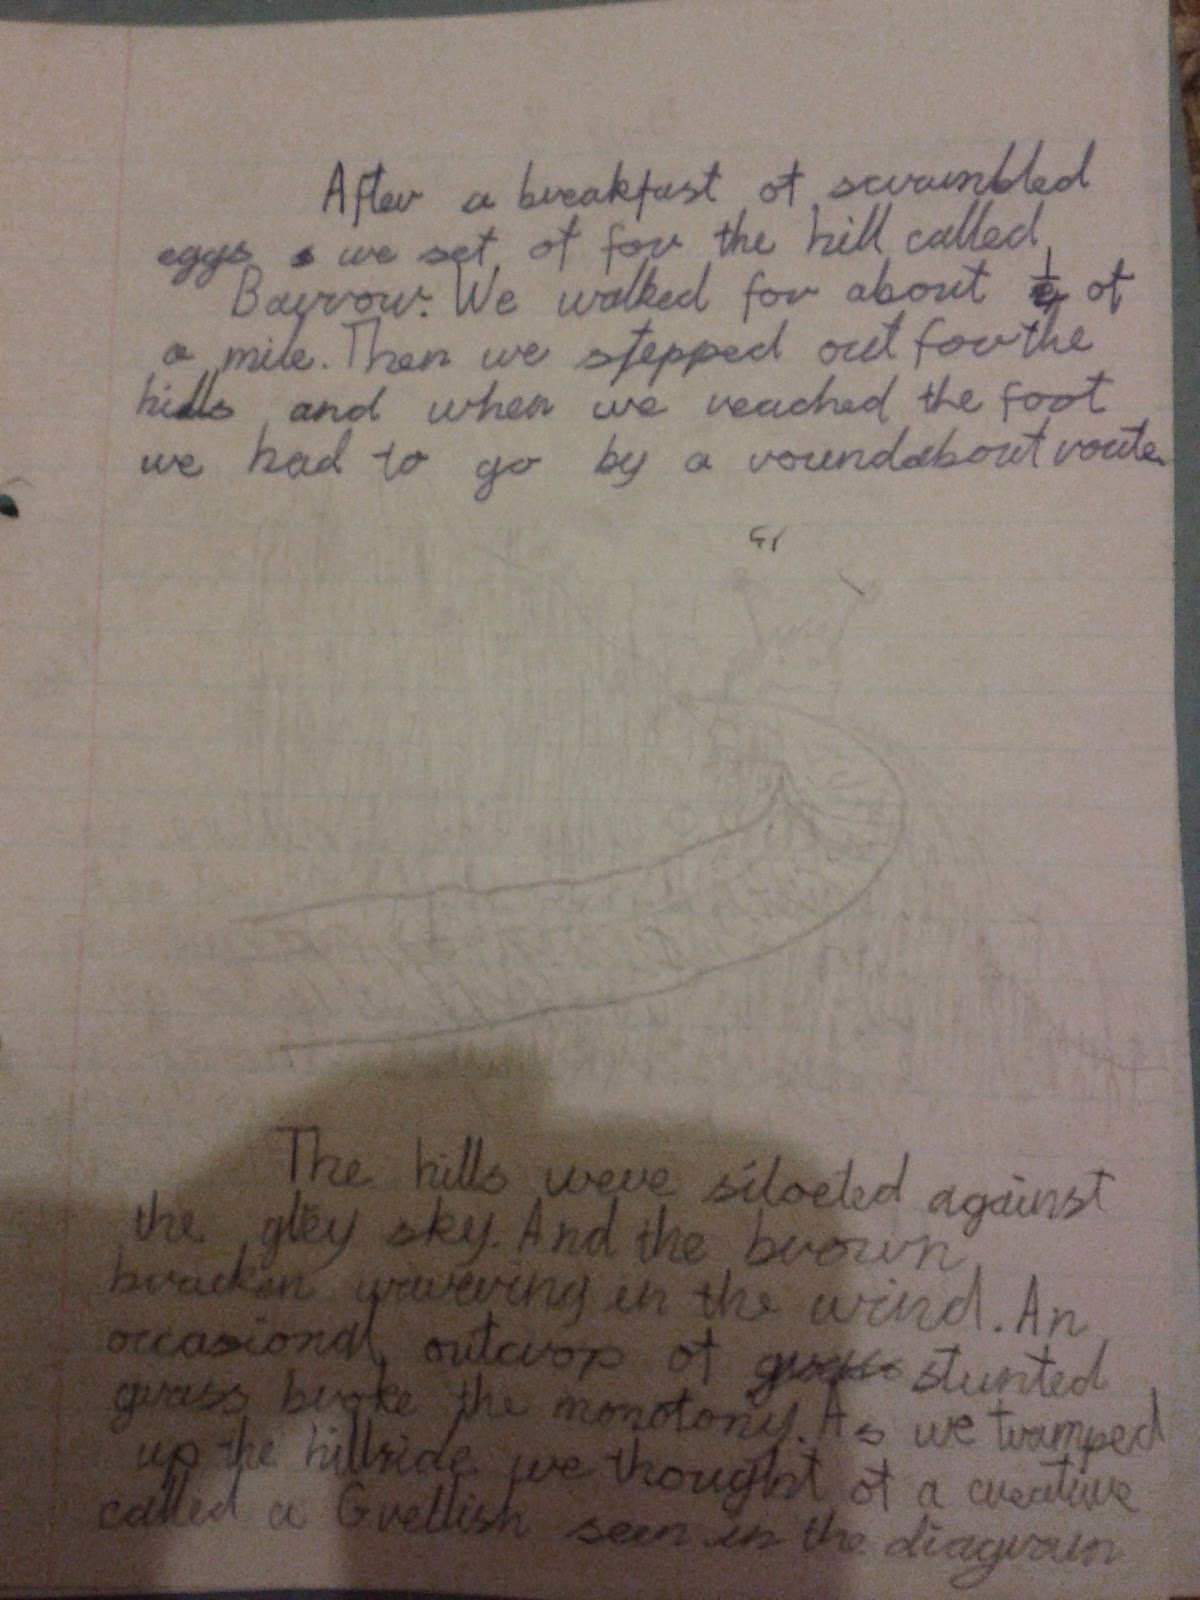 After a breakfast of scrambled
eggs we set of for the hill called
Barrow. We walked for about 1/4 of
a mile. Then we stepped out for the
hills and when we reached the foot
we had to go by a roundabout route.
The hills were siloeted against
the grey sky. And the brown
bracken wavering in the wind. An
occasional outcrop of stunted
grass broke the monotony. As we tramped
up the hillside we thought of a creature
called a Grellish seen in the diagram